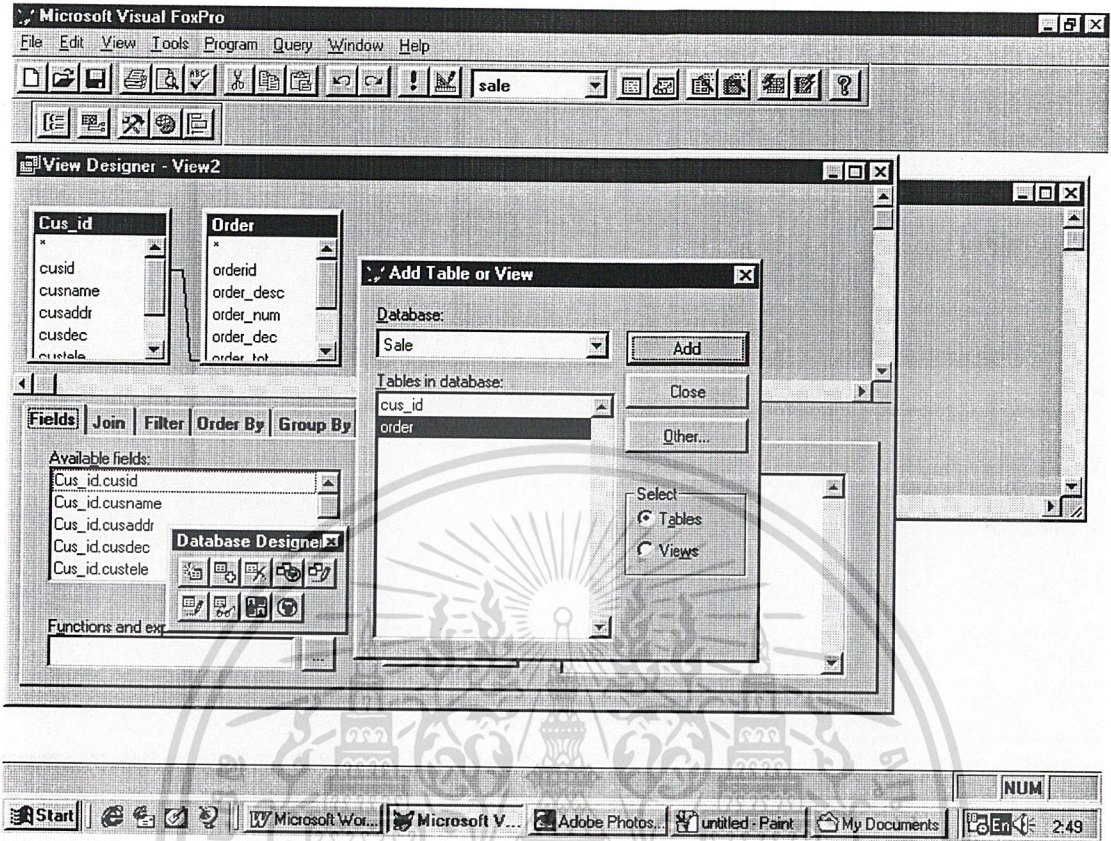 Microsoft Visual FoxPro
File Edit View Tools Program Query Window Help
sale
View Designer - View2
Cus_id
*
cusid
cusname
cusaddr
cusdec
custele
Order
*
orderid
order_desc
order_num
order_dec
order_tot
Add Table or View
Database:
Sale
Add
Tables in database:
Close
cus_id
order
Other...
Select
Tables
Views
Fields Join Filter Order By Group By
Available fields:
Cus_id.cusid
Cus_id.cusname
Cus_id.cusaddr
Cus_id.cusdec
Cus_id.custele
Database Designer
Functions and exp
...
NUM
Start Microsoft Wor... Microsoft V... Adobe Photos... untitled - Paint My Documents En 2:49